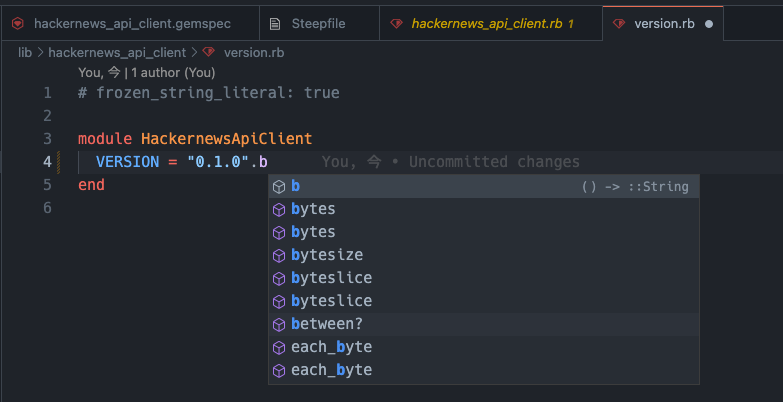 hackernews_api_client.gemspec Steepfile hackernews_api_client.rb 1 version.rb
lib > hackernews_api_client > version.rb
You, 今 | 1 author (You)
1 # frozen_string_literal: true
2
3 module HackernewsApiClient
4 VERSION = "0.1.0".b You, 今 • Uncommitted changes
5 end
6
b () -> ::String
bytes
bytes
bytesize
byteslice
byteslice
between?
each_byte
each_byte